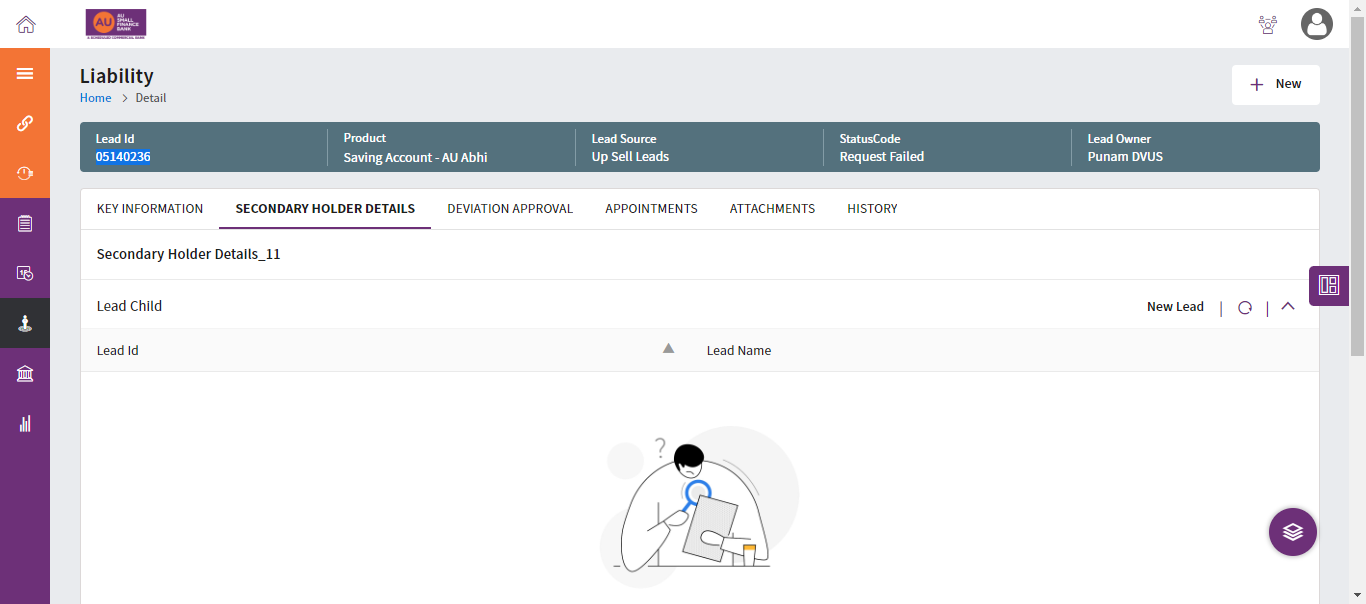 AU
AU
SMALL
FINANCE
BANK
A SCHEDULED COMMERCIAL BANK
Liability
Home > Detail
+ New
Lead Id
05140236
Product
Saving Account - AU Abhi
Lead Source
Up Sell Leads
StatusCode
Request Failed
Lead Owner
Punam DVUS
KEY INFORMATION SECONDARY HOLDER DETAILS DEVIATION APPROVAL APPOINTMENTS ATTACHMENTS HISTORY
Secondary Holder Details_11
Lead Child
New Lead | |
Lead Id Lead Name
?